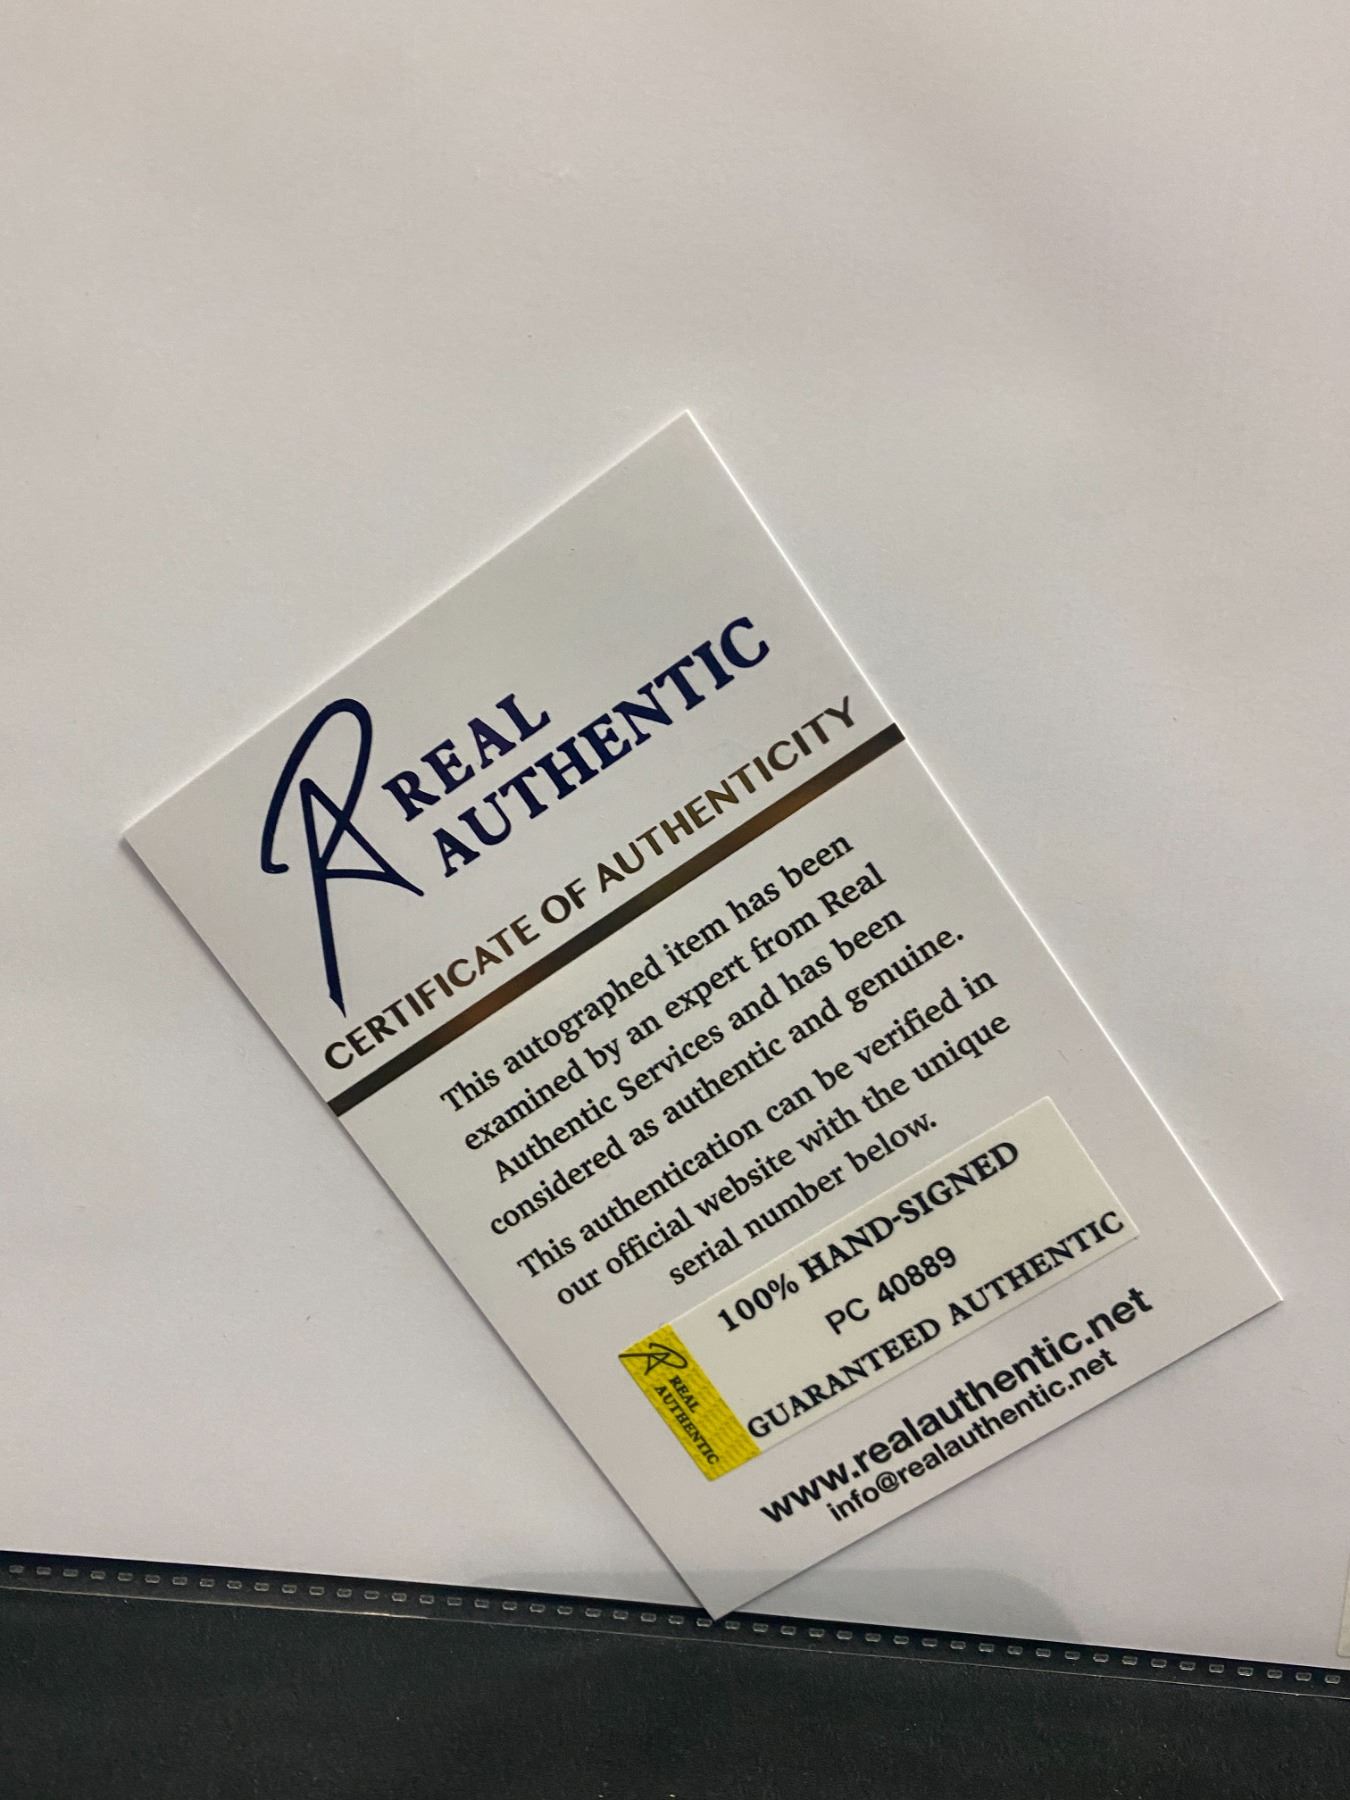 REAL
AUTHENTIC
CERTIFICATE OF AUTHENTICITY
This autographed item has been
examined by an expert from Real
Authentic Services and has been
considered as authentic and genuine.
This authentication can be verified in
our official website with the unique
serial number below.
100% HAND-SIGNED
PC 40889
GUARANTEED AUTHENTIC
REAL
AUTHENTIC
www.realauthentic.net
info@realauthentic.net